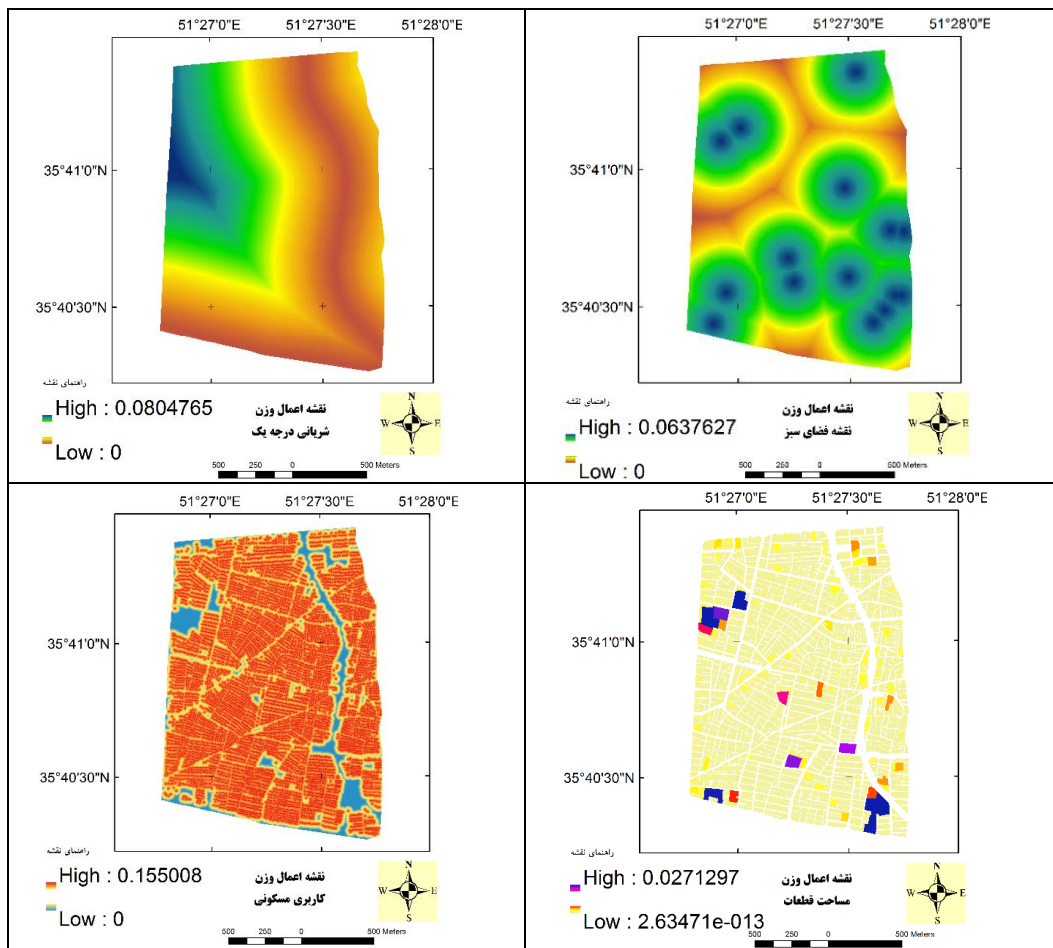 51°27'0"E 51°27'30"E 51°28'0"E
35°41'0"N
35°40'30"N
راهنمای نقشه
High : 0.0804765
Low : 0
نقشه اعمال وزن
شریانی درجه یک
N
W E
S
500 250 0 500 Meters
51°27'0"E 51°27'30"E 51°28'0"E
35°41'0"N
35°40'30"N
راهنمای نقشه
High : 0.0637627
Low : 0
نقشه اعمال وزن
نقشه فضای سبز
N
W E
S
500 250 0 500 Meters
51°27'0"E 51°27'30"E 51°28'0"E
35°41'0"N
35°40'30"N
راهنمای نقشه
High : 0.155008
Low : 0
نقشه اعمال وزن
کاربری مسکونی
N
W E
S
500 250 0 500 Meters
51°27'0"E 51°27'30"E 51°28'0"E
35°41'0"N
35°40'30"N
راهنمای نقشه
High : 0.0271297
Low : 2.63471e-013
نقشه اعمال وزن
مساحت قطعات
N
W E
S
500 250 0 500 Meters